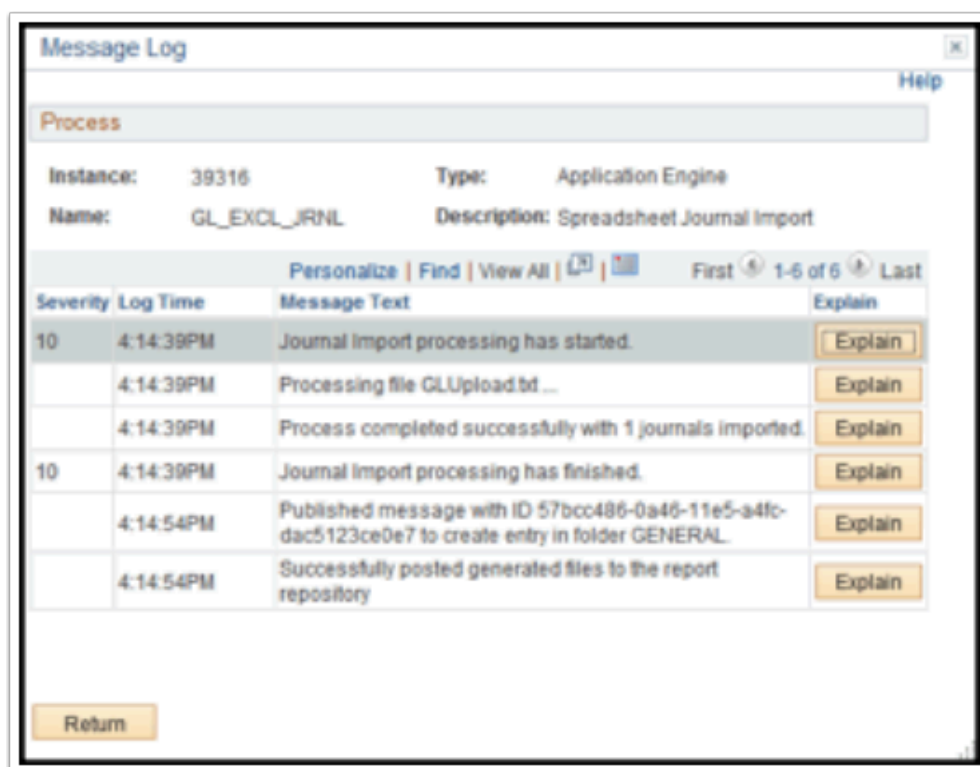 Message Log
Help
Process
Instance: 39316 Type: Application Engine
Name: GL_EXCL_JRNL Description: Spreadsheet Journal Import
Personalize | Find | View All | | First 1-6 of 6 Last
Severity Log Time Message Text Explain
10 4:14:39PM Journal Import processing has started. Explain
4:14:39PM Processing file GLUpload.txt ... Explain
4:14:39PM Process completed successfully with 1 journals imported. Explain
10 4:14:39PM Journal Import processing has finished. Explain
4:14:54PM Published message with ID 57bcc486-0a46-11e5-a4fc-
dac5123ce0e7 to create entry in folder GENERAL. Explain
4:14:54PM Successfully posted generated files to the report
repository Explain
Return